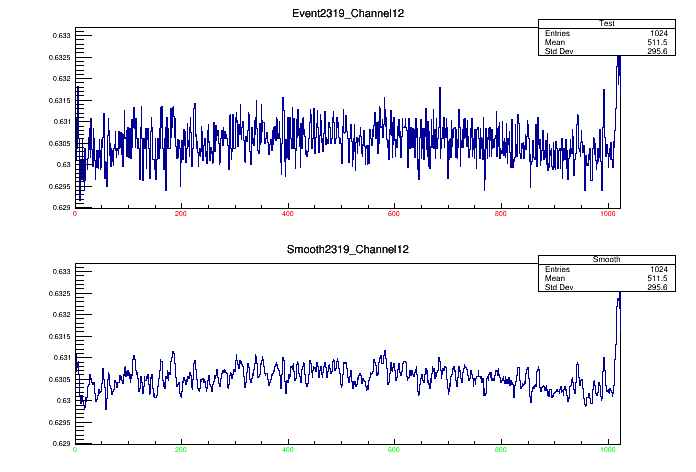 Event2319_Channel12
Test
Entries 1024
Mean 511.5
Std Dev 295.6
0.633
0.6325
0.632
0.6315
0.631
0.6305
0.63
0.6295
0.629
0 200 400 600 800 1000
Smooth2319_Channel12
Smooth
Entries 1024
Mean 511.5
Std Dev 295.6
0.633
0.6325
0.632
0.6315
0.631
0.6305
0.63
0.6295
0.629
0 200 400 600 800 1000